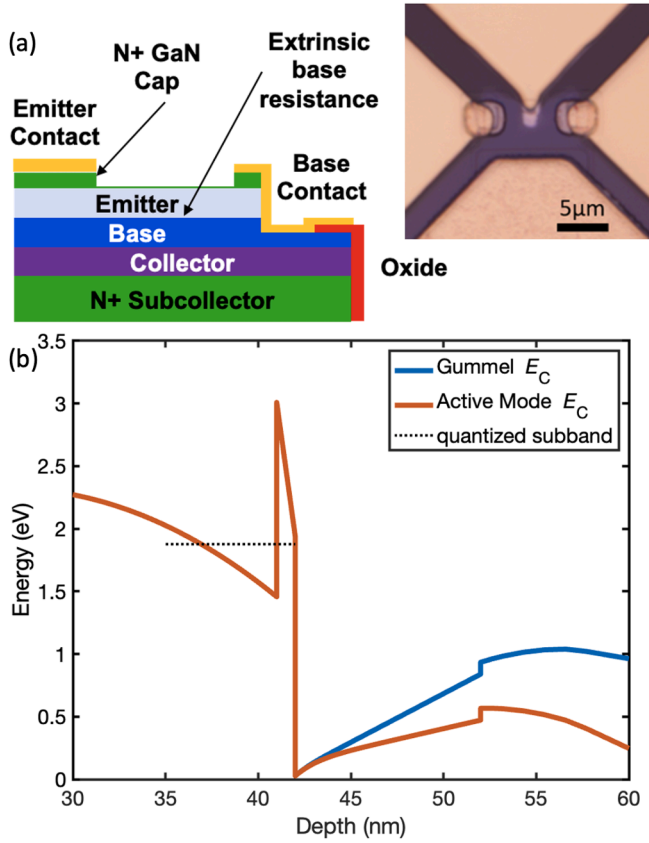 (a)
N+ GaN
Cap
Extrinsic
base
resistance
Emitter
Contact
Base
Contact
Emitter
Base
Collector
N+ Subcollector
Oxide
5μm
(b)
3.5
3
2.5
2
1.5
1
0.5
0
Energy (eV)
Gummel E_C
Active Mode E_C
quantized subband
30
35
40
45
50
55
60
Depth (nm)